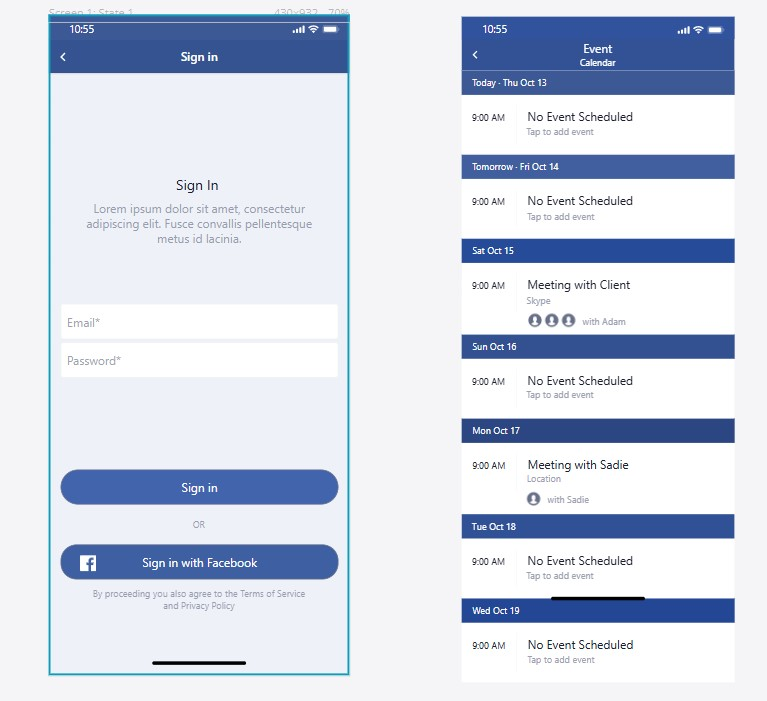 Screen 1: State 1
430×932 70%
10:55
Sign in
Sign In
Lorem ipsum dolor sit amet, consectetur
adipiscing elit. Fusce convallis pellentesque
metus id lacinia.
Email*
Password*
Sign in
OR
Sign in with Facebook
By proceeding you also agree to the Terms of Service
and Privacy Policy
10:55
Event
Calendar
Today - Thu Oct 13
9:00 AM No Event Scheduled
Tap to add event
Tomorrow - Fri Oct 14
9:00 AM No Event Scheduled
Tap to add event
Sat Oct 15
9:00 AM Meeting with Client
Skype
with Adam
Sun Oct 16
9:00 AM No Event Scheduled
Tap to add event
Mon Oct 17
9:00 AM Meeting with Sadie
Location
with Sadie
Tue Oct 18
9:00 AM No Event Scheduled
Tap to add event
Wed Oct 19
9:00 AM No Event Scheduled
Tap to add event